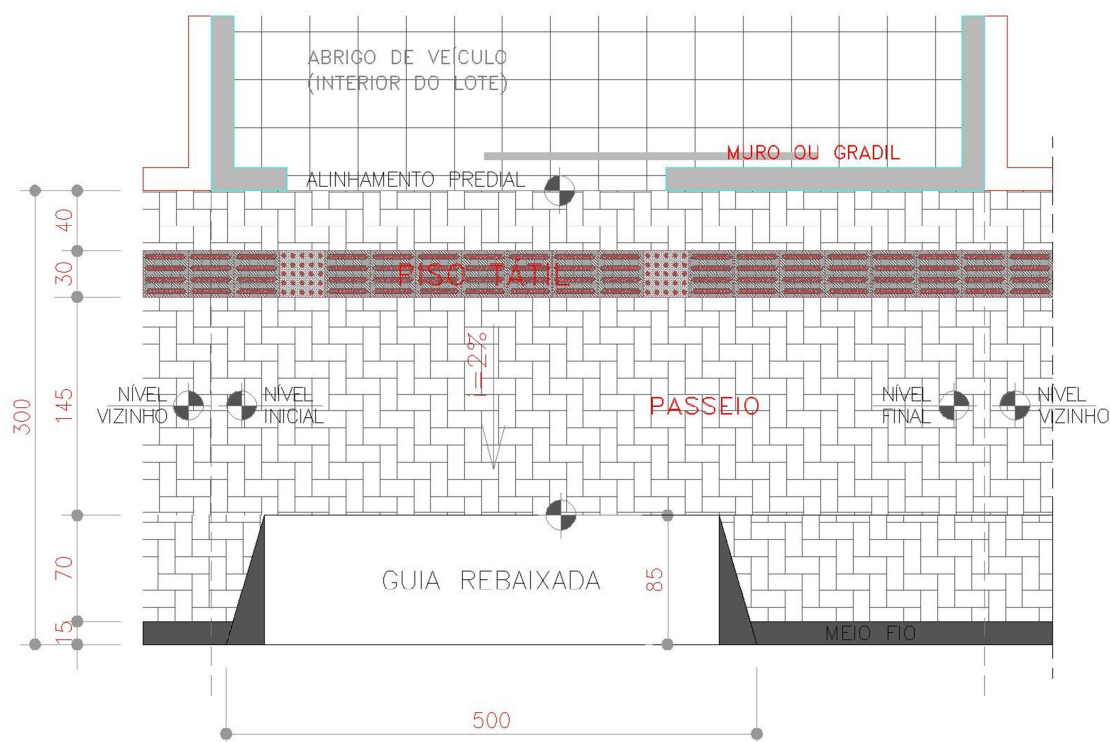 ABRIGO DE VEÍCULO
(INTERIOR DO LOTE)
MURO OU GRADIL
ALINHAMENTO PREDIAL
40
30
PISO TÁTIL
i=2%
300
145
NÍVEL
VIZINHO
NÍVEL
INICIAL
PASSEIO
NÍVEL
FINAL
NÍVEL
VIZINHO
70
GUIA REBAIXADA
85
15
MEIO FIO
500